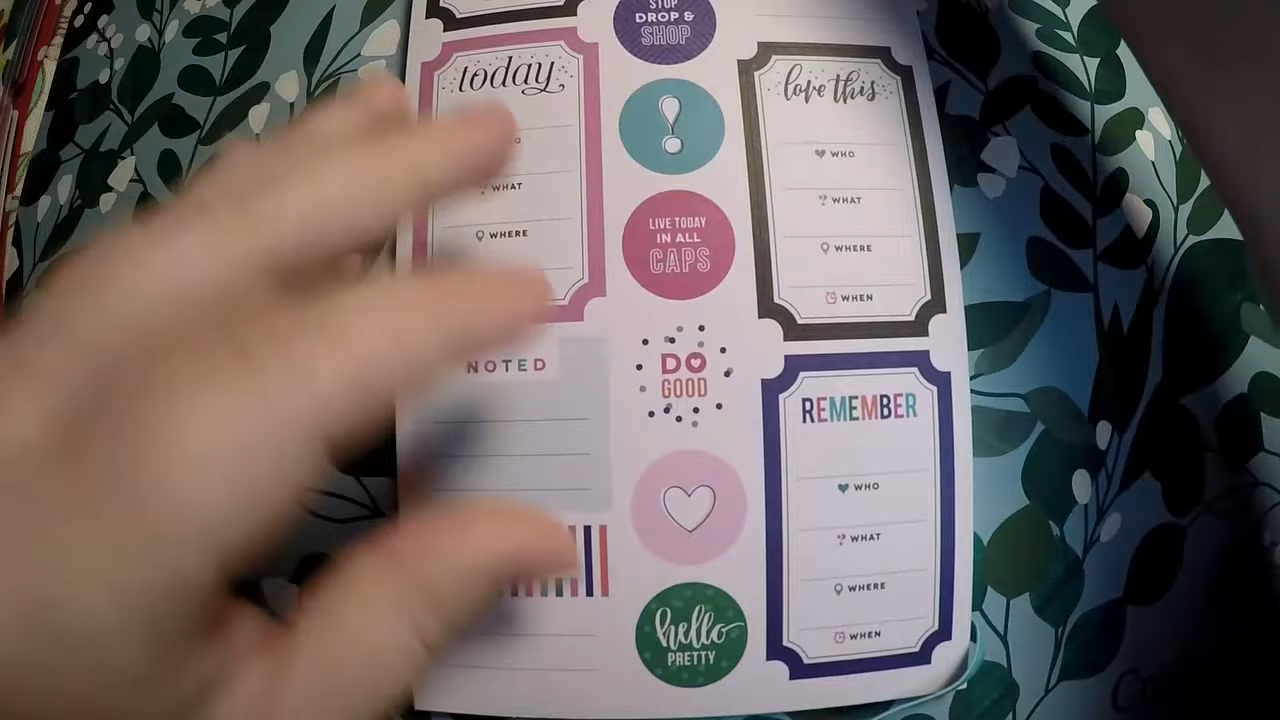 today
WHAT
WHERE
NOTED
STOP
DROP &
SHOP
!
LIVE TODAY
IN ALL
CAPS
DO
GOOD
hello
PRETTY
love this
WHO
WHAT
WHERE
WHEN
REMEMBER
WHO
WHAT
WHERE
WHEN